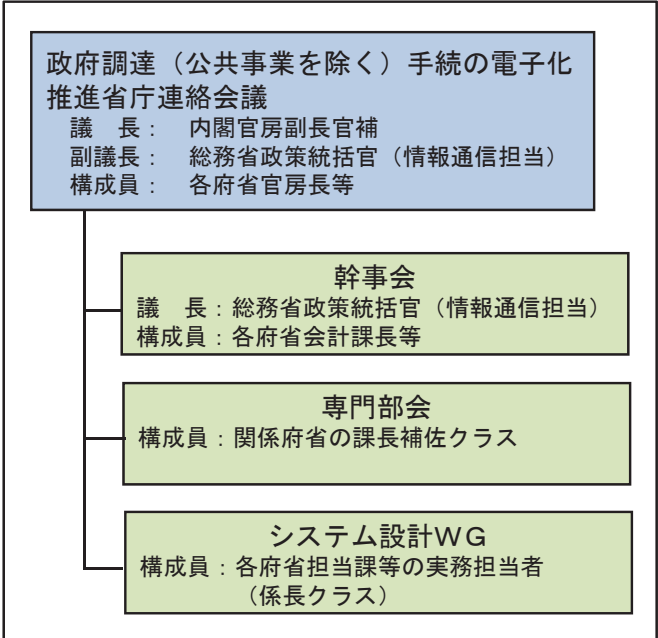 政府調達（公共事業を除く）手続の電子化
推進省庁連絡会議
議　長：　内閣官房副長官補
副議長：　総務省政策統括官（情報通信担当）
構成員：　各府省官房長等
幹事会
議　長：総務省政策統括官（情報通信担当）
構成員：各府省会計課長等
専門部会
構成員：関係府省の課長補佐クラス
システム設計ＷＧ
構成員：各府省担当課等の実務担当者
（係長クラス）